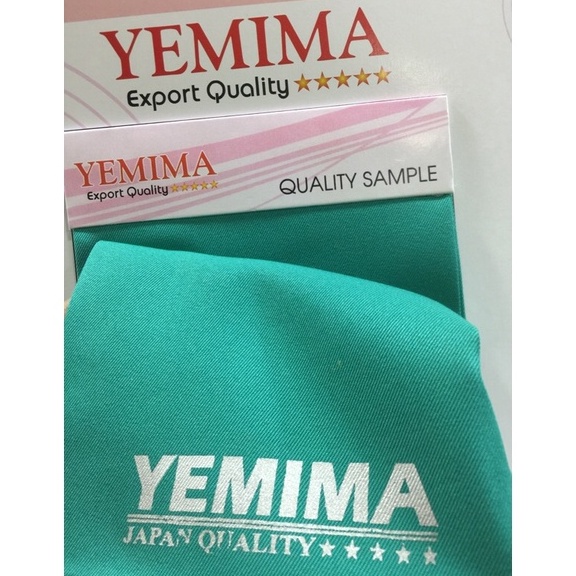 YEMIMA
Export Quality ★★★★★
YEMIMA
Export Quality ★★★★★
QUALITY SAMPLE
YEMIMA
JAPAN QUALITY ★★★★★